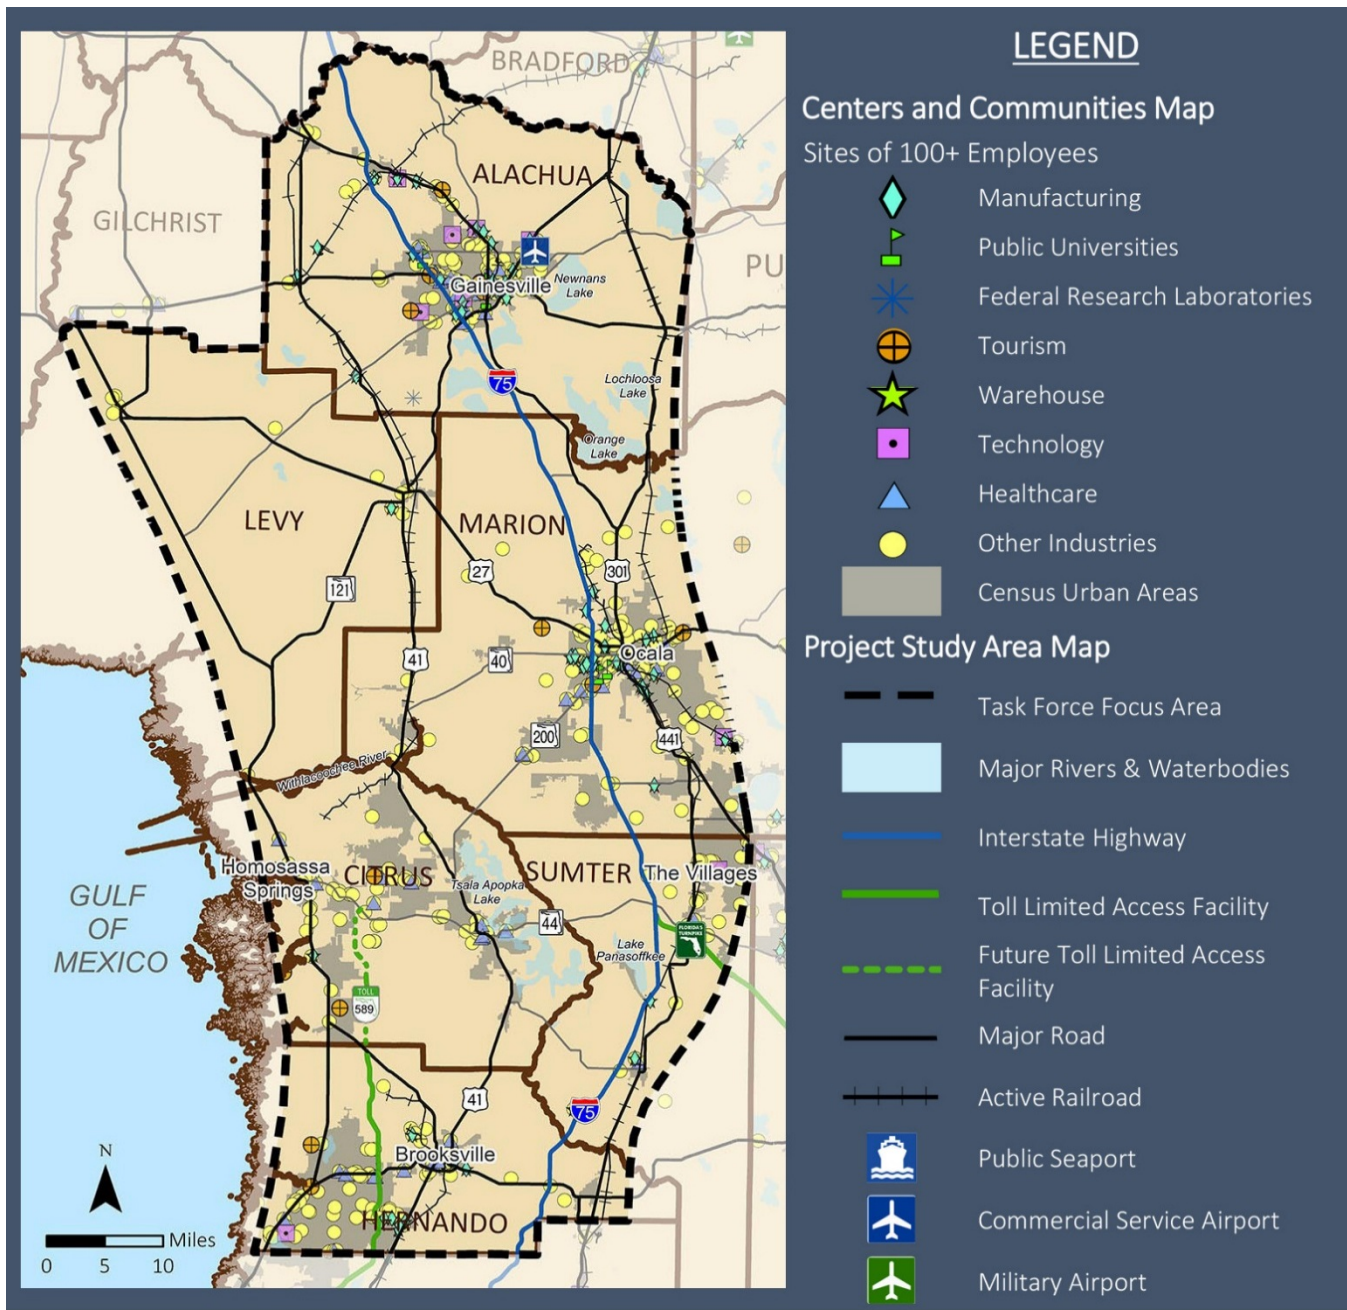 BRADFORD
ALACHUA
GILCHRIST
PU
Gainesville
Newnans
Lake
75
Lochloosa
Lake
Orange
Lake
LEVY
MARION
27
301
121
41
40
Ocala
200
441
Withlacoochee River
Homosassa
Springs
CITRUS
SUMTER
The Villages
Tsala Apopka
Lake
44
GULF
OF
MEXICO
Lake
Panasoffkee
FLORIDA'S
TURNPIKE
TOLL
589
41
75
Brooksville
HERNANDO
N
Miles
0 5 10
LEGEND
Centers and Communities Map
Sites of 100+ Employees
Manufacturing
Public Universities
Federal Research Laboratories
Tourism
Warehouse
Technology
Healthcare
Other Industries
Census Urban Areas
Project Study Area Map
Task Force Focus Area
Major Rivers & Waterbodies
Interstate Highway
Toll Limited Access Facility
Future Toll Limited Access
Facility
Major Road
Active Railroad
Public Seaport
Commercial Service Airport
Military Airport